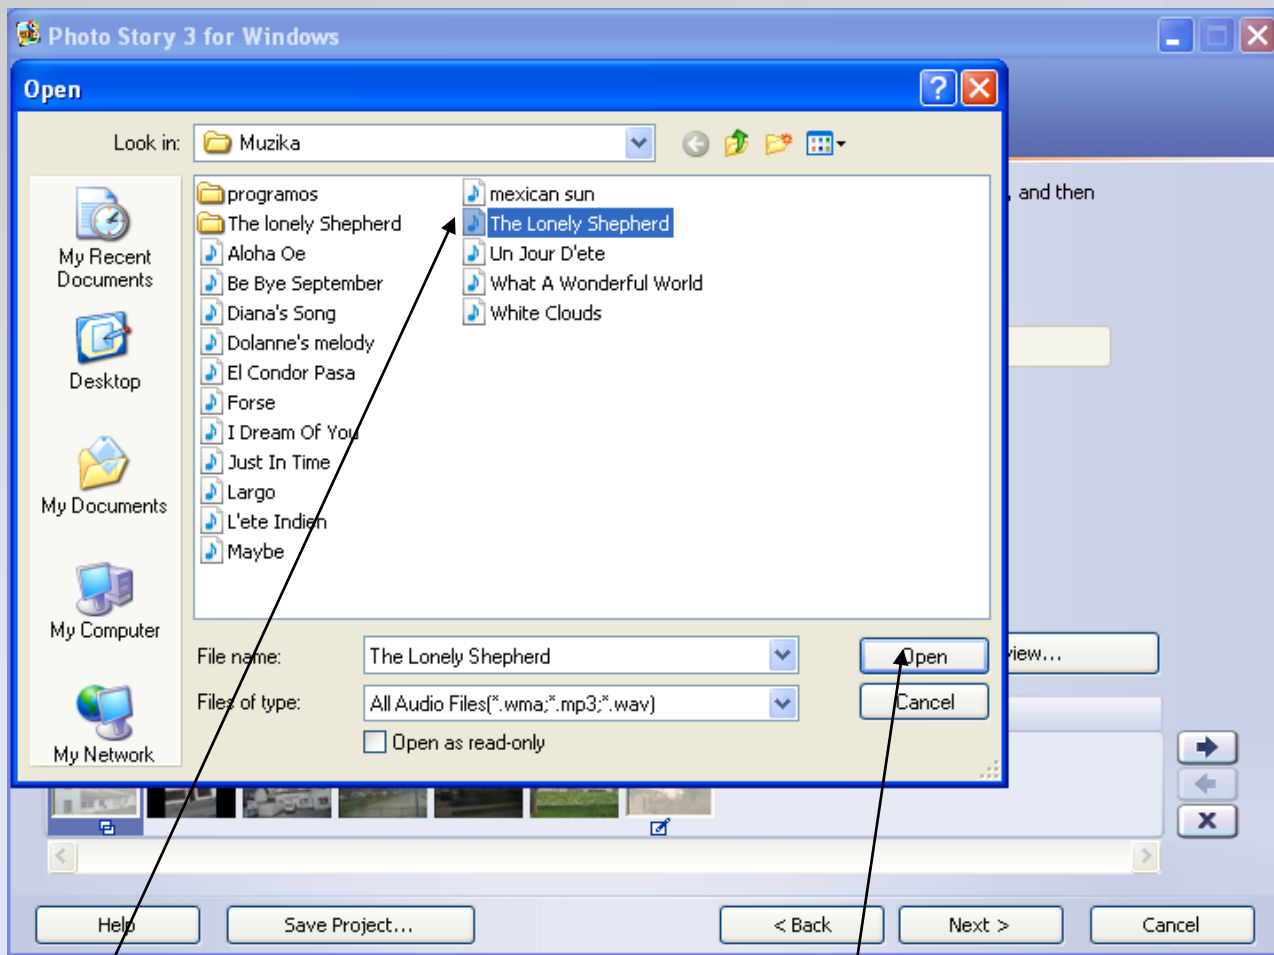 Photo Story 3 for Windows
Open
Look in:
Muzika
, and then
My Recent
Documents
Desktop
My Documents
My Computer
My Network
programos
The lonely Shepherd
Aloha Oe
Be Bye September
Diana's Song
Dolanne's melody
El Condor Pasa
Forse
I Dream Of You
Just In Time
Largo
L'ete Indien
Maybe
mexican sun
The Lonely Shepherd
Un Jour D'ete
What A Wonderful World
White Clouds
File name:
The Lonely Shepherd
Open
Files of type:
All Audio Files(*.wma;*.mp3;*.wav)
Cancel
Open as read-only
view...
Help
Save Project...
< Back
Next >
Cancel